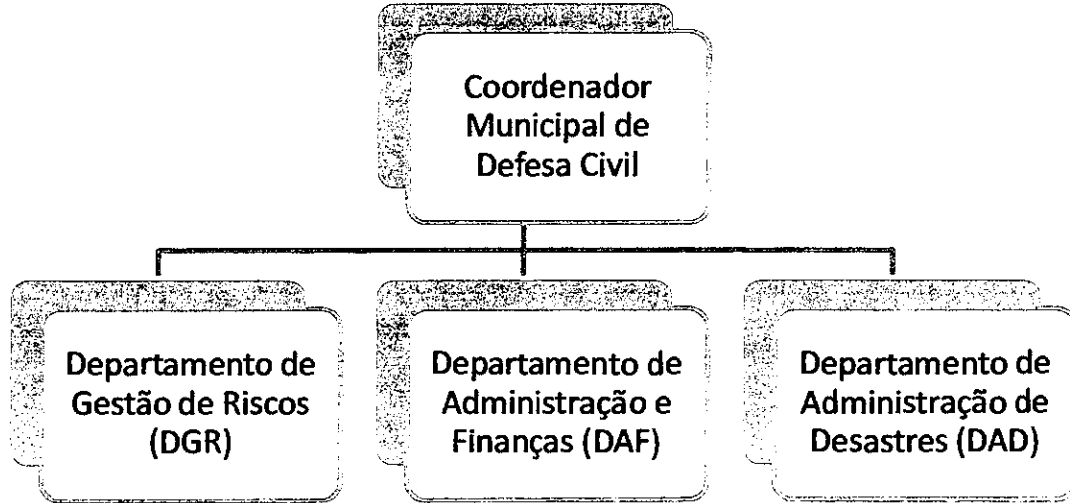 Coordenador
Municipal de
Defesa Civil
Departamento de
Gestão de Riscos
(DGR)
Departamento de
Administração e
Finanças (DAF)
Departamento de
Administração de
Desastres (DAD)